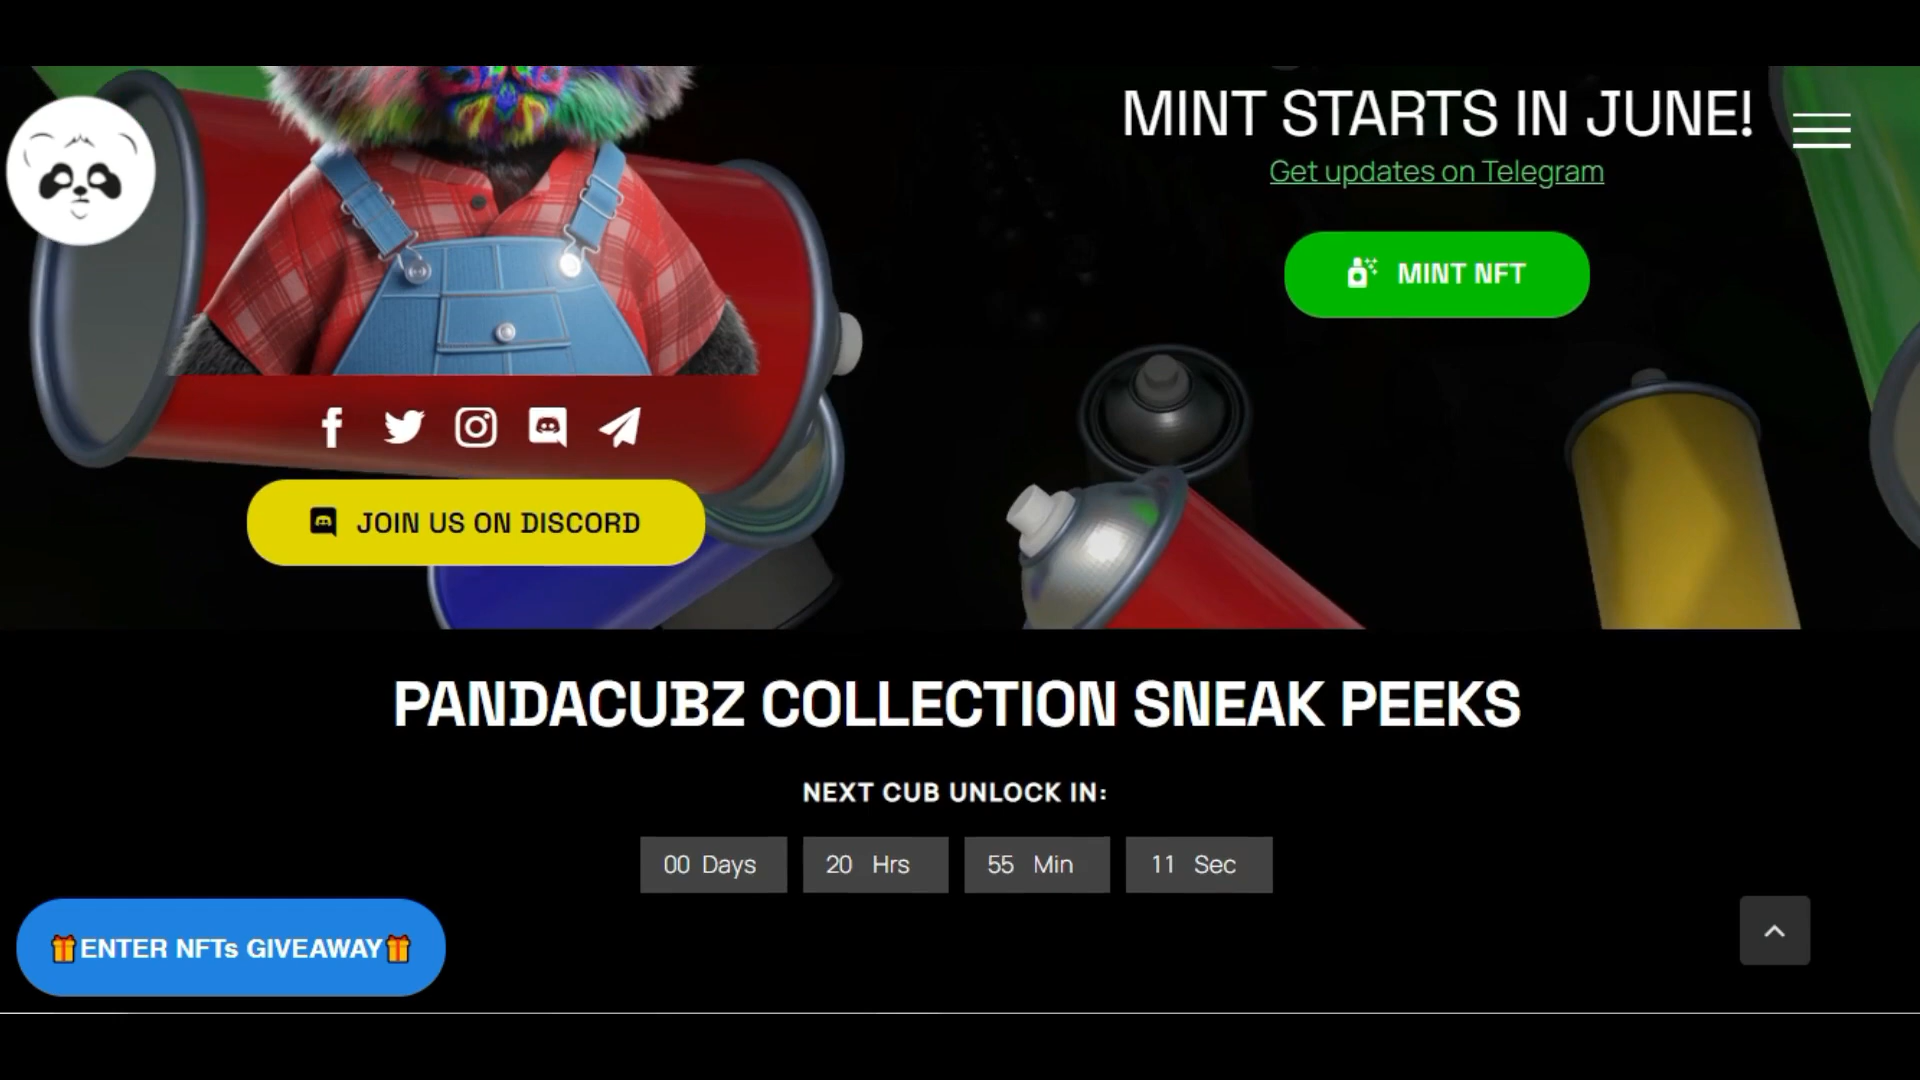 MINT STARTS IN JUNE!
Get updates on Telegram
MINT NFT
JOIN US ON DISCORD
PANDACUBZ COLLECTION SNEAK PEEKS
NEXT CUB UNLOCK IN:
00 Days 20 Hrs 55 Min 11 Sec
🎁ENTER NFTs GIVEAWAY🎁